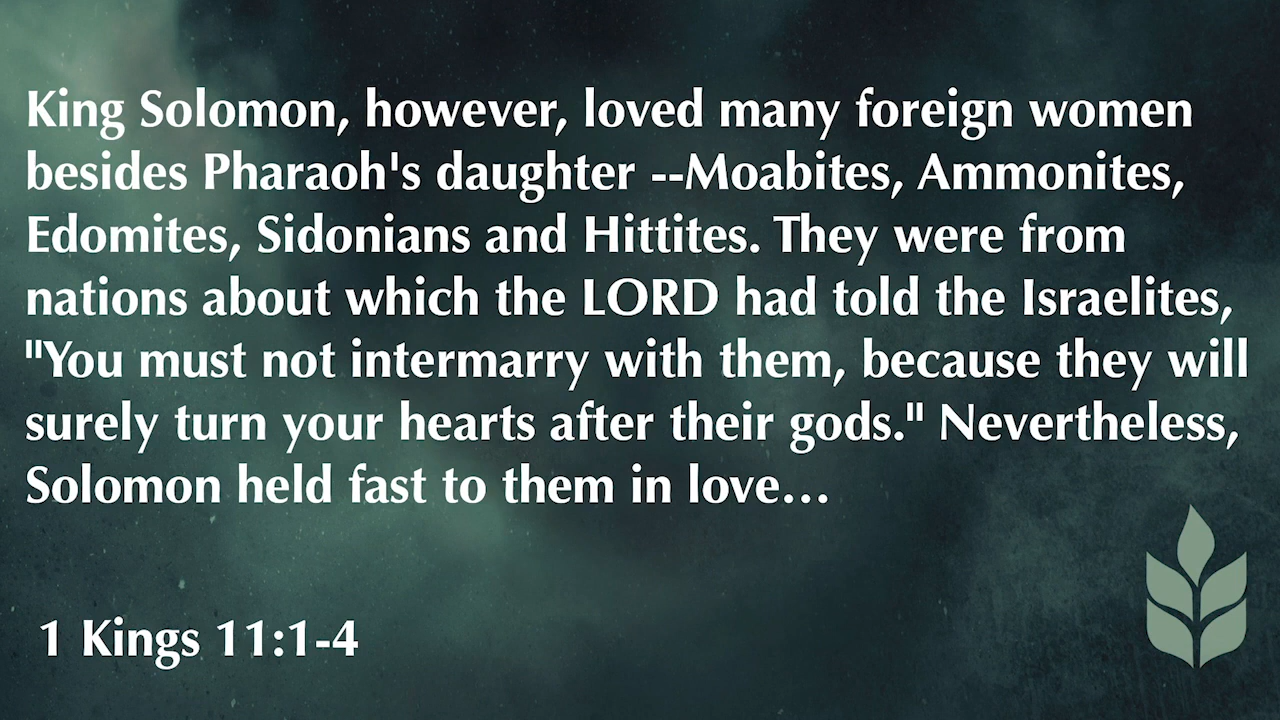 King Solomon, however, loved many foreign women
besides Pharaoh's daughter --Moabites, Ammonites,
Edomites, Sidonians and Hittites. They were from
nations about which the LORD had told the Israelites,
"You must not intermarry with them, because they will
surely turn your hearts after their gods." Nevertheless,
Solomon held fast to them in love…
1 Kings 11:1-4